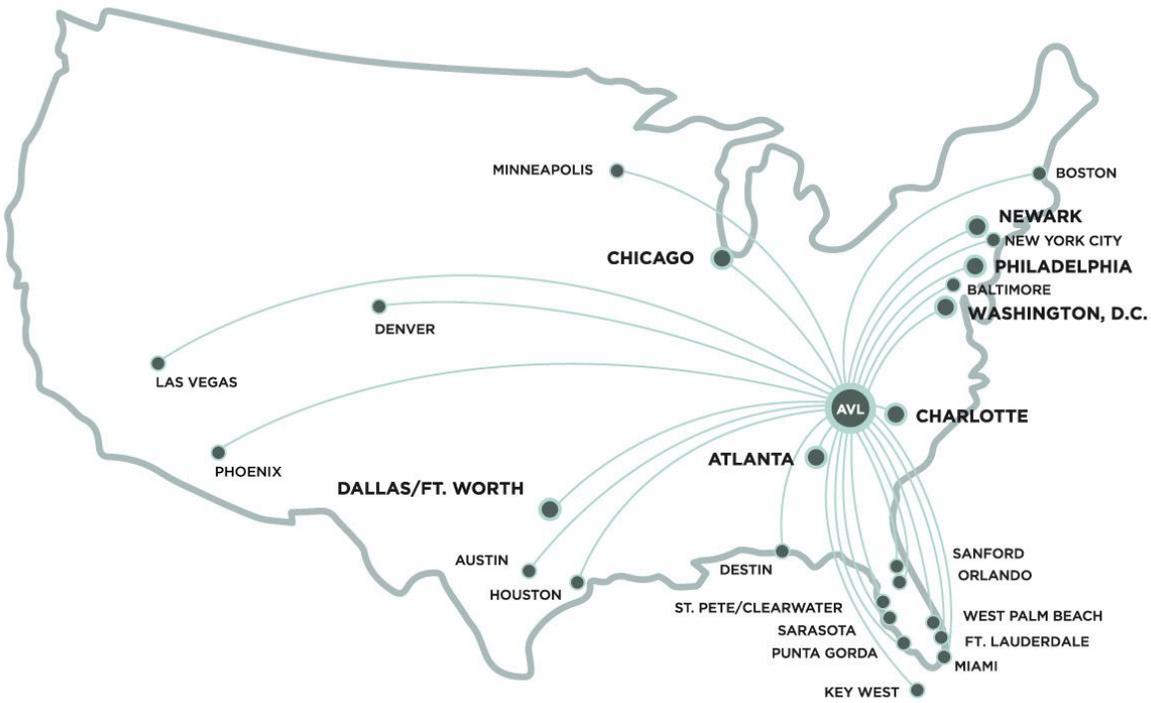 MINNEAPOLIS
BOSTON
NEWARK
NEW YORK CITY
CHICAGO
PHILADELPHIA
BALTIMORE
WASHINGTON, D.C.
DENVER
LAS VEGAS
AVL
CHARLOTTE
ATLANTA
PHOENIX
DALLAS/FT. WORTH
AUSTIN
HOUSTON
DESTIN
SANFORD
ORLANDO
ST. PETE/CLEARWATER
SARASOTA
PUNTA GORDA
WEST PALM BEACH
FT. LAUDERDALE
MIAMI
KEY WEST